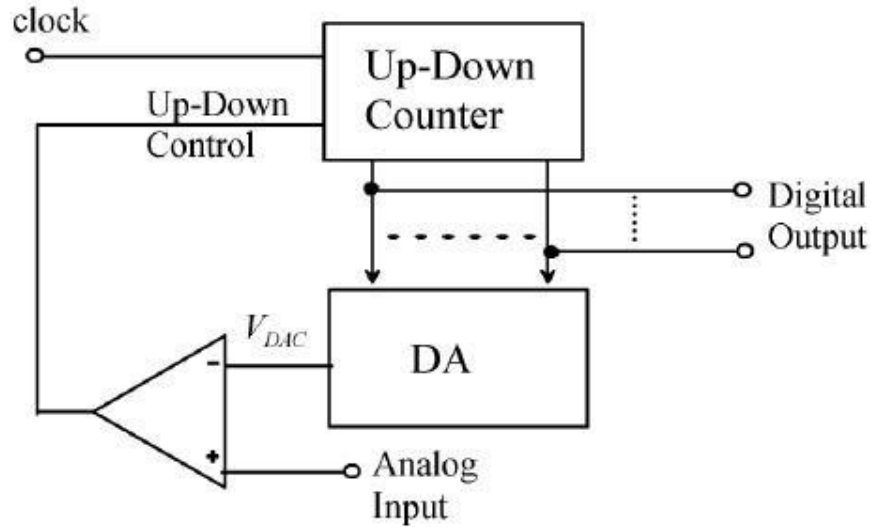 clock
Up-Down
Counter
Up-Down
Control
Digital
Output
V_DAC
DA
-
+
Analog
Input